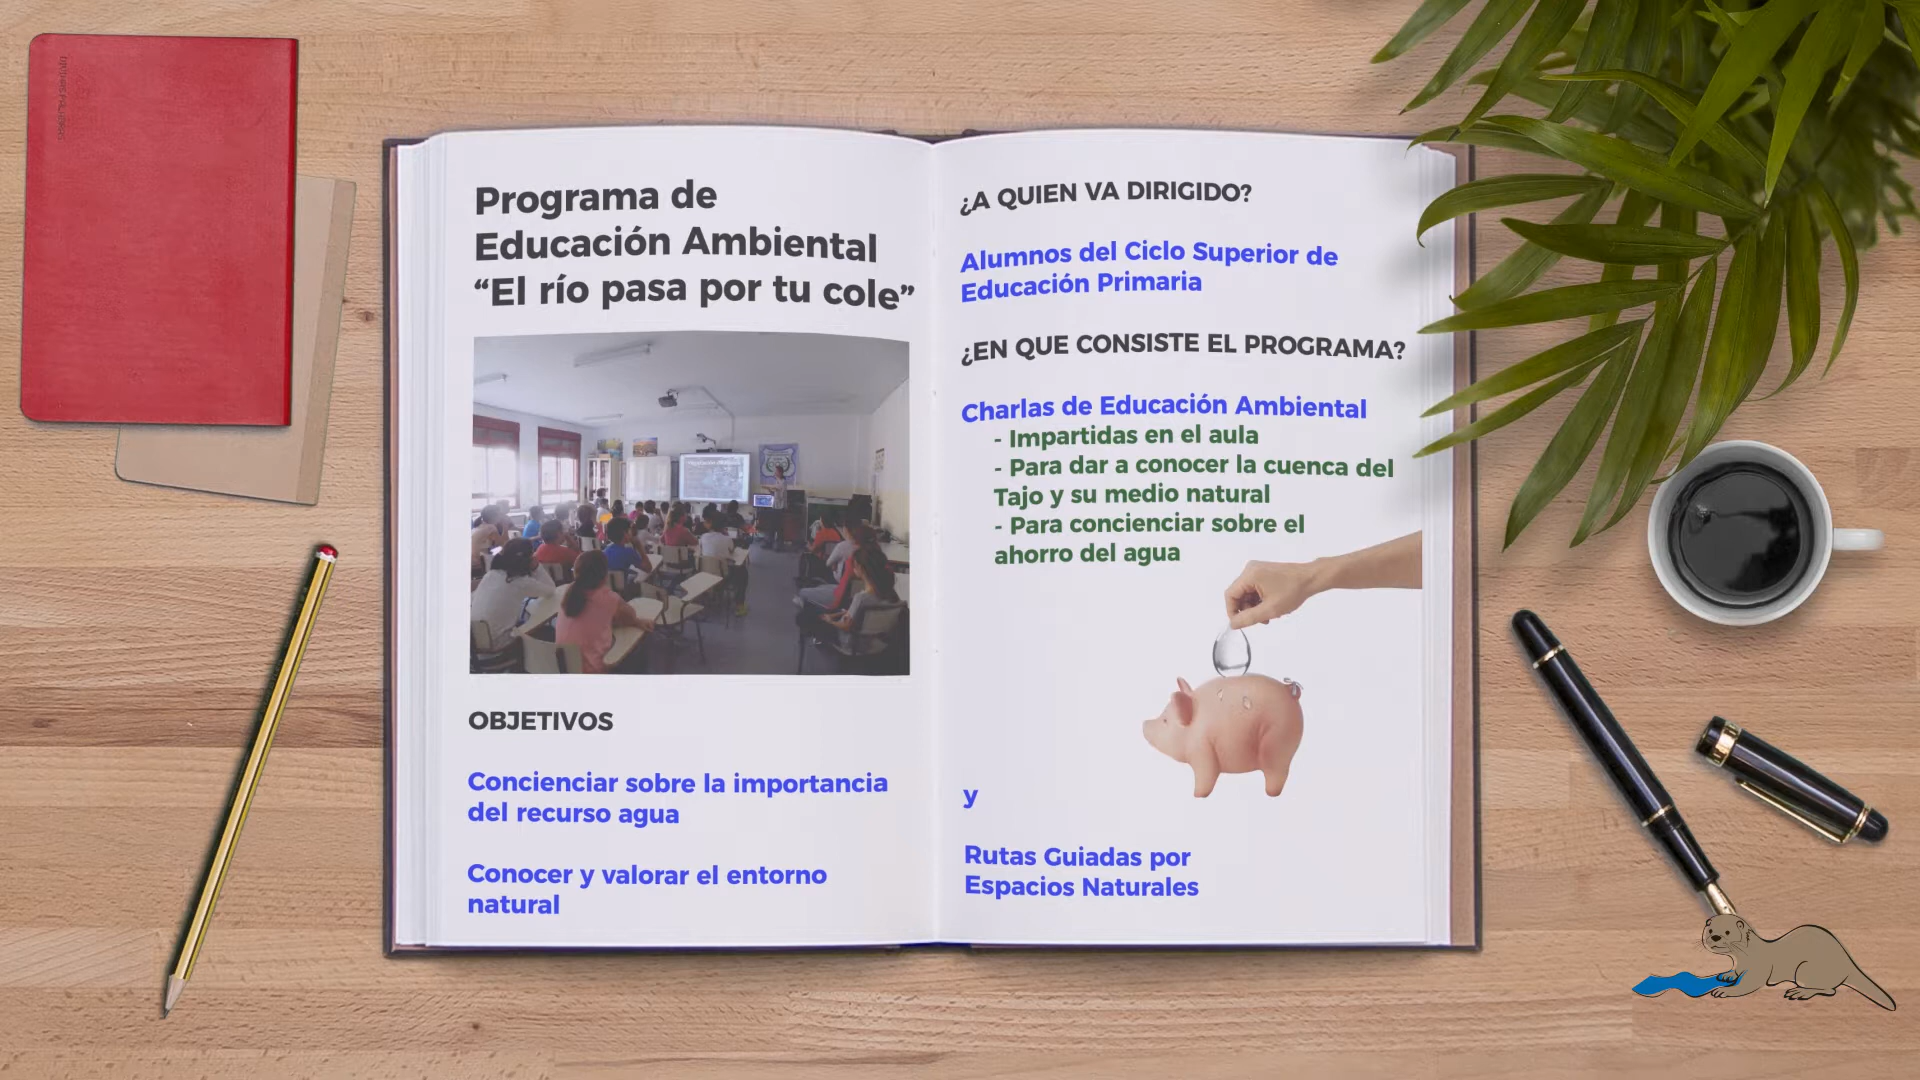 Programa de
Educación Ambiental
“El río pasa por tu cole”
OBJETIVOS
Concienciar sobre la importancia
del recurso agua
Conocer y valorar el entorno
natural
¿A QUIEN VA DIRIGIDO?
Alumnos del Ciclo Superior de
Educación Primaria
¿EN QUE CONSISTE EL PROGRAMA?
Charlas de Educación Ambiental
- Impartidas en el aula
- Para dar a conocer la cuenca del
Tajo y su medio natural
- Para concienciar sobre el
ahorro del agua
y
Rutas Guiadas por
Espacios Naturales